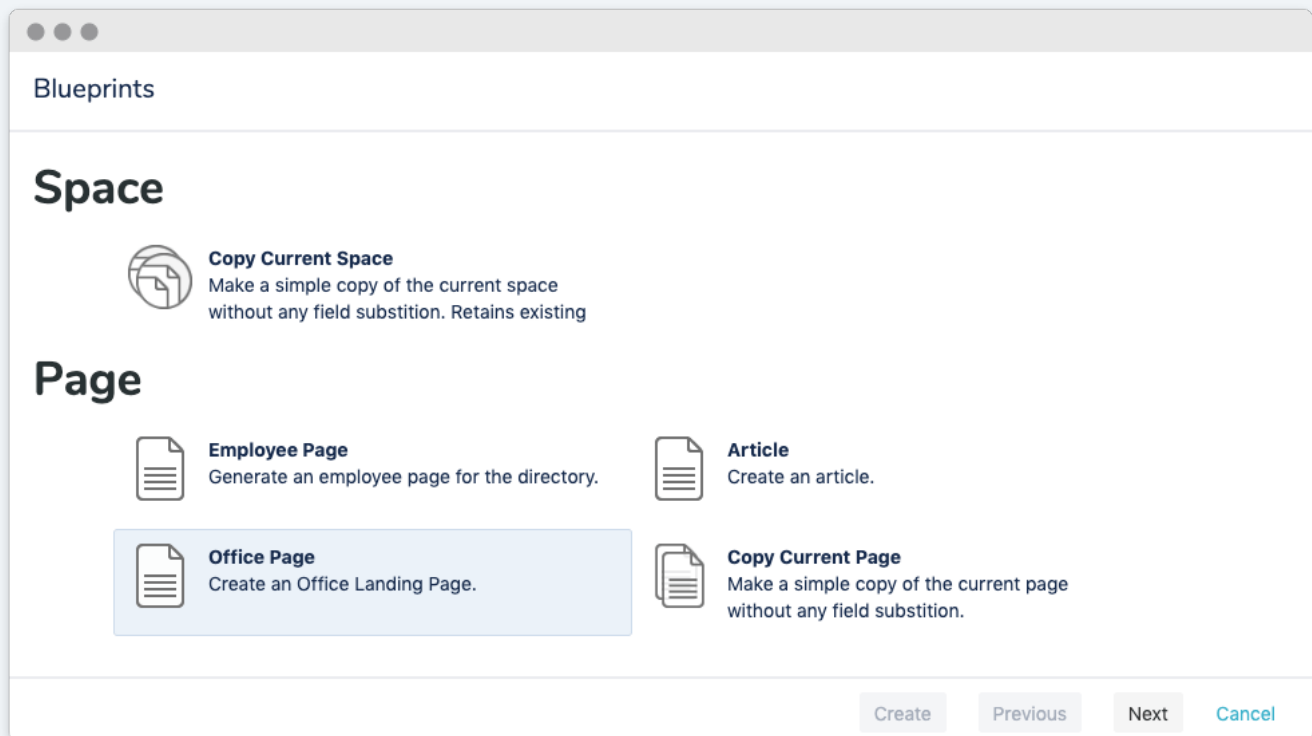 Blueprints
Space
Copy Current Space
Make a simple copy of the current space
without any field substition. Retains existing
Page
Employee Page
Generate an employee page for the directory.
Article
Create an article.
Office Page
Create an Office Landing Page.
Copy Current Page
Make a simple copy of the current page
without any field substition.
Create
Previous
Next
Cancel